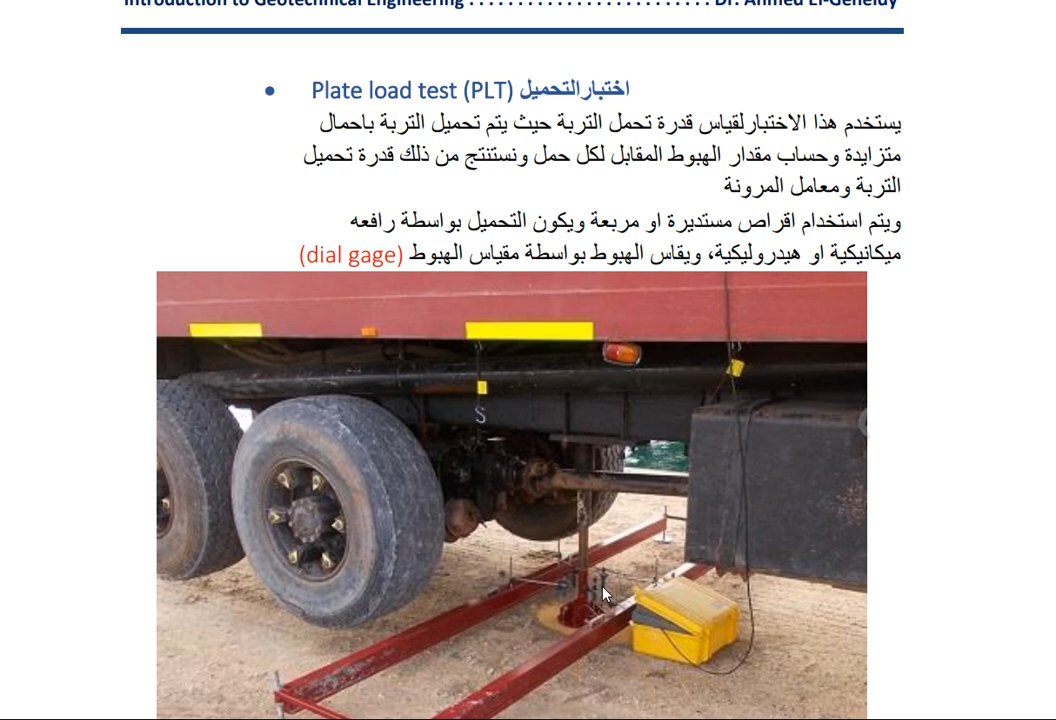 Introduction to Geotechnical Engineering . . . . . . . . . . . . . . . . . . . . . . . . . Dr. Ahmed El-Geneidy
• Plate load test (PLT) اختبارالتحميل
يستخدم هذا الاختبارلقياس قدرة تحمل التربة حيث يتم تحميل التربة باحمال
متزايدة وحساب مقدار الهبوط المقابل لكل حمل ونستنتج من ذلك قدرة تحميل
التربة ومعامل المرونة
ويتم استخدام اقراص مستديرة او مربعة ويكون التحميل بواسطة رافعه
ميكانيكية او هيدروليكية، ويقاس الهبوط بواسطة مقياس الهبوط (dial gage)